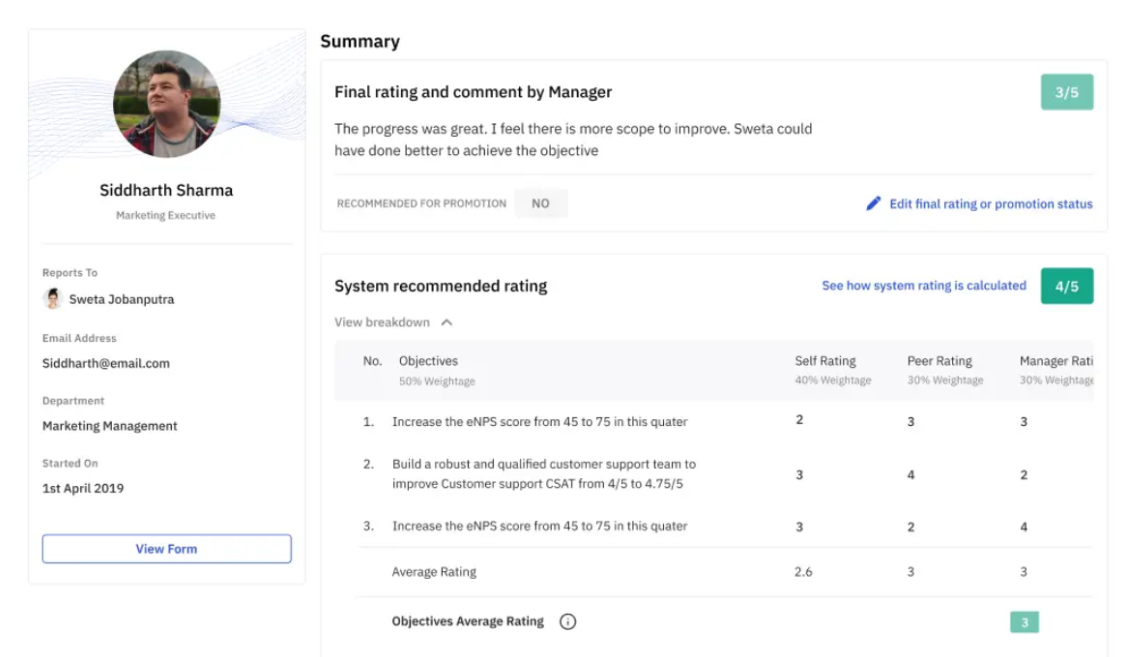 Siddharth Sharma
Marketing Executive
Reports To
Sweta Jobanputra
Email Address
Siddharth@email.com
Department
Marketing Management
Started On
1st April 2019
View Form
Summary
Final rating and comment by Manager
3/5
The progress was great. I feel there is more scope to improve. Sweta could
have done better to achieve the objective
RECOMMENDED FOR PROMOTION NO
Edit final rating or promotion status
System recommended rating
See how system rating is calculated
4/5
View breakdown
No. Objectives Self Rating Peer Rating Manager Rati
50% Weightage 40% Weightage 30% Weightage 30% Weightage
1. Increase the eNPS score from 45 to 75 in this quater 2 3 3
2. Build a robust and qualified customer support team to
improve Customer support CSAT from 4/5 to 4.75/5 3 4 2
3. Increase the eNPS score from 45 to 75 in this quater 3 2 4
Average Rating 2.6 3 3
Objectives Average Rating 3